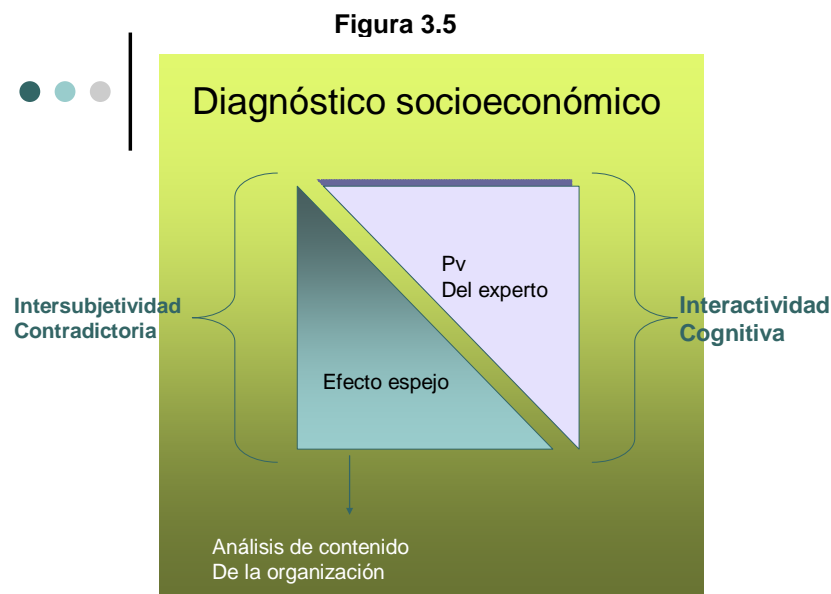 Figura 3.5
Diagnóstico socioeconómico
Pv
Del experto
Intersubjetividad
Contradictoria
Interactividad
Cognitiva
Efecto espejo
Análisis de contenido
De la organización